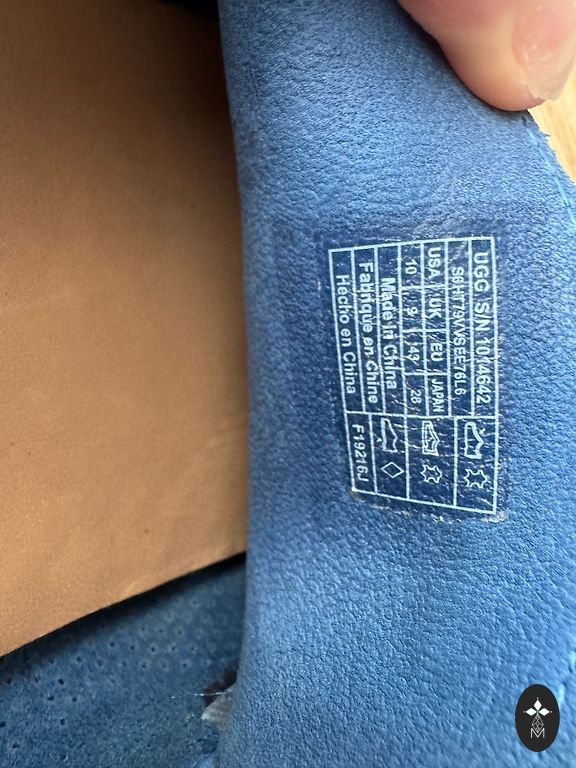 UGG S/N 1014642
S6HT79VVSEE76L6
USA UK EU JAPAN
10 9 43 28
Made in China
Fabriqué en Chine
Hecho en China
F19216J